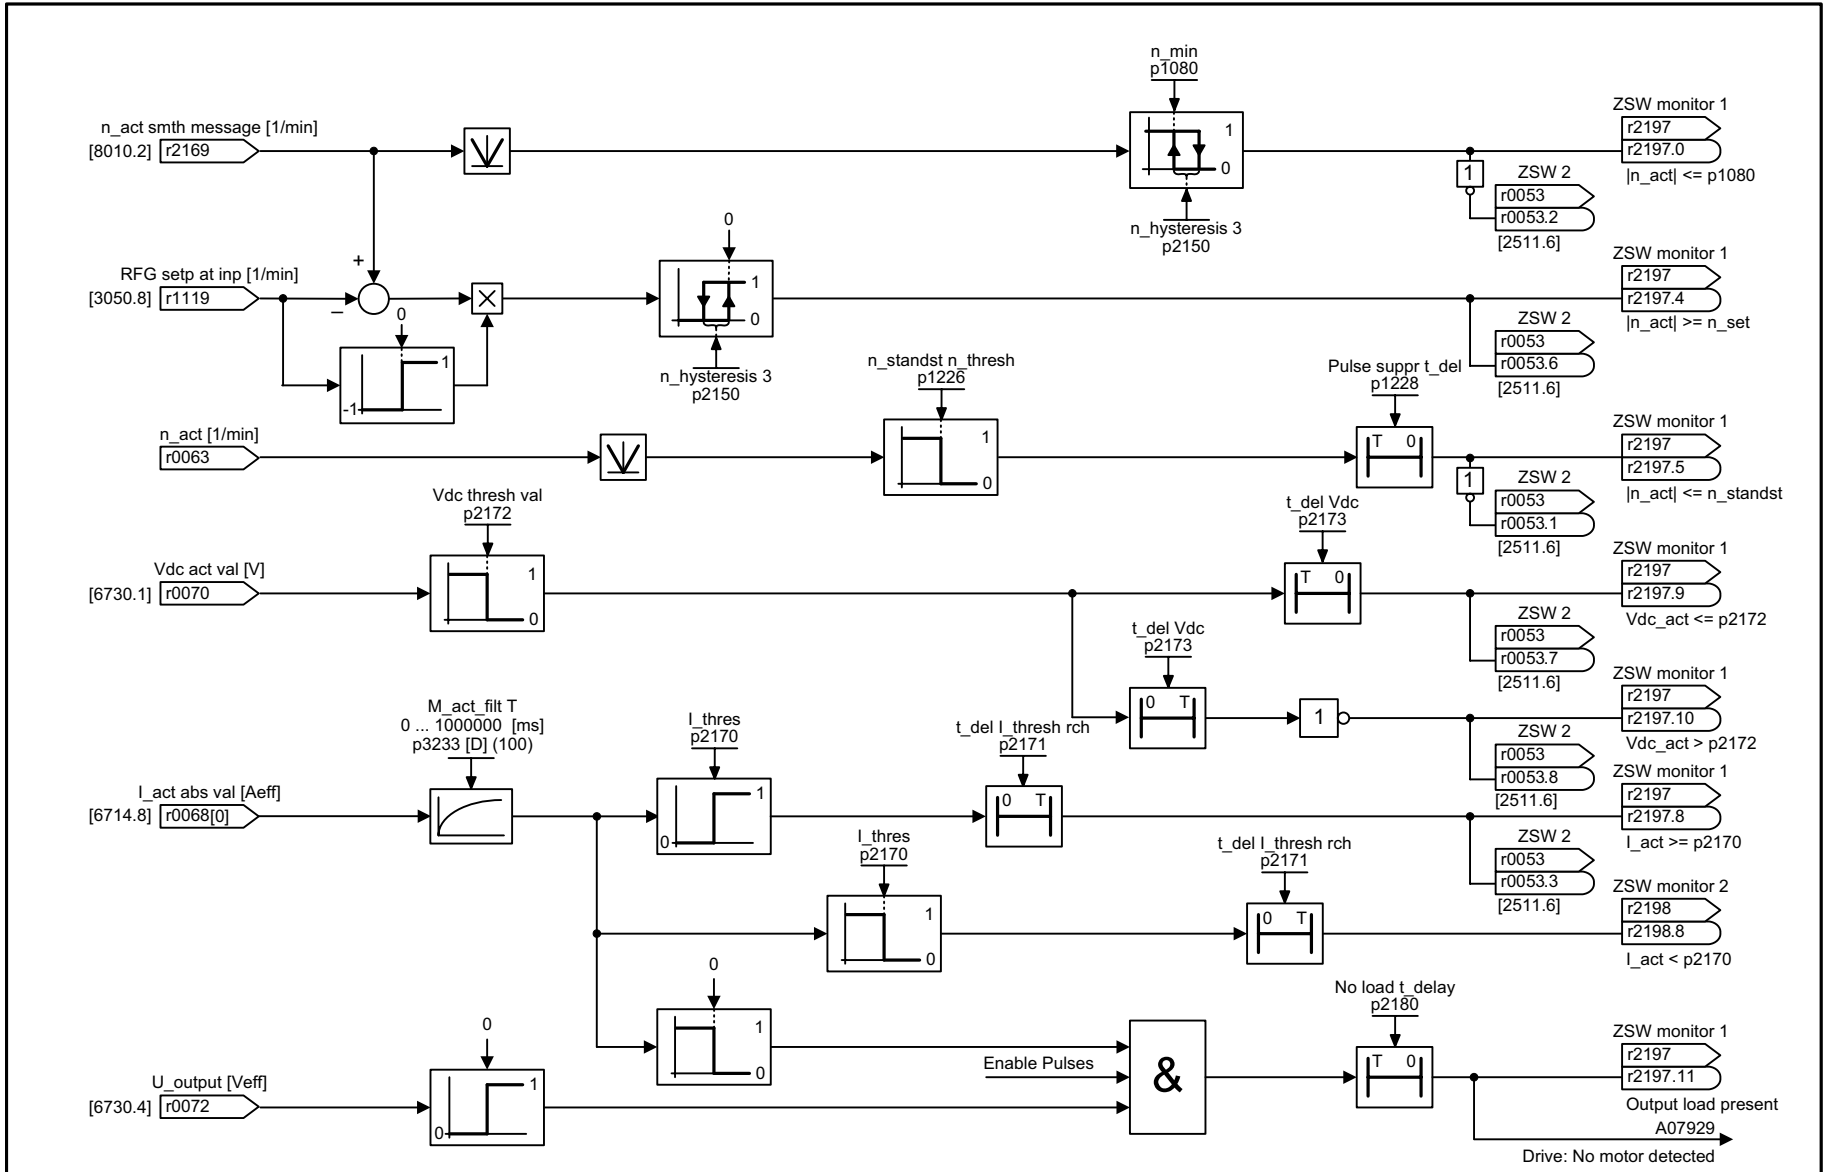 n_min
p1080
n_act smth message [1/min]
[8010.2] r2169
1
0
n_hysteresis 3
p2150
ZSW monitor 1
r2197
r2197.0
|n_act| <= p1080
1
ZSW 2
r0053
r0053.2
[2511.6]
RFG setp at inp [1/min]
[3050.8] r1119
+
–
0
1
-1
0
1
0
n_hysteresis 3
p2150
ZSW monitor 1
r2197
r2197.4
|n_act| >= n_set
ZSW 2
r0053
r0053.6
[2511.6]
n_act [1/min]
r0063
n_standst n_thresh
p1226
1
0
Pulse suppr t_del
p1228
T 0
ZSW monitor 1
r2197
r2197.5
|n_act| <= n_standst
1
ZSW 2
r0053
r0053.1
[2511.6]
Vdc thresh val
p2172
Vdc act val [V]
[6730.1] r0070
1
0
t_del Vdc
p2173
T 0
ZSW monitor 1
r2197
r2197.9
Vdc_act <= p2172
ZSW 2
r0053
r0053.7
[2511.6]
t_del Vdc
p2173
0 T
1
ZSW monitor 1
r2197
r2197.10
Vdc_act > p2172
ZSW 2
r0053
r0053.8
[2511.6]
M_act_filt T
0 ... 1000000 [ms]
p3233 [D] (100)
I_act abs val [Aeff]
[6714.8] r0068[0]
I_thres
p2170
1
0
t_del I_thresh rch
p2171
0 T
ZSW monitor 1
r2197
r2197.8
I_act >= p2170
ZSW 2
r0053
r0053.3
[2511.6]
I_thres
p2170
1
0
t_del I_thresh rch
p2171
0 T
ZSW monitor 2
r2198
r2198.8
I_act < p2170
0
1
0
Enable Pulses
U_output [Veff]
[6730.4] r0072
0
1
0
&
No load t_delay
p2180
T 0
ZSW monitor 1
r2197
r2197.11
Output load present
A07929
Drive: No motor detected